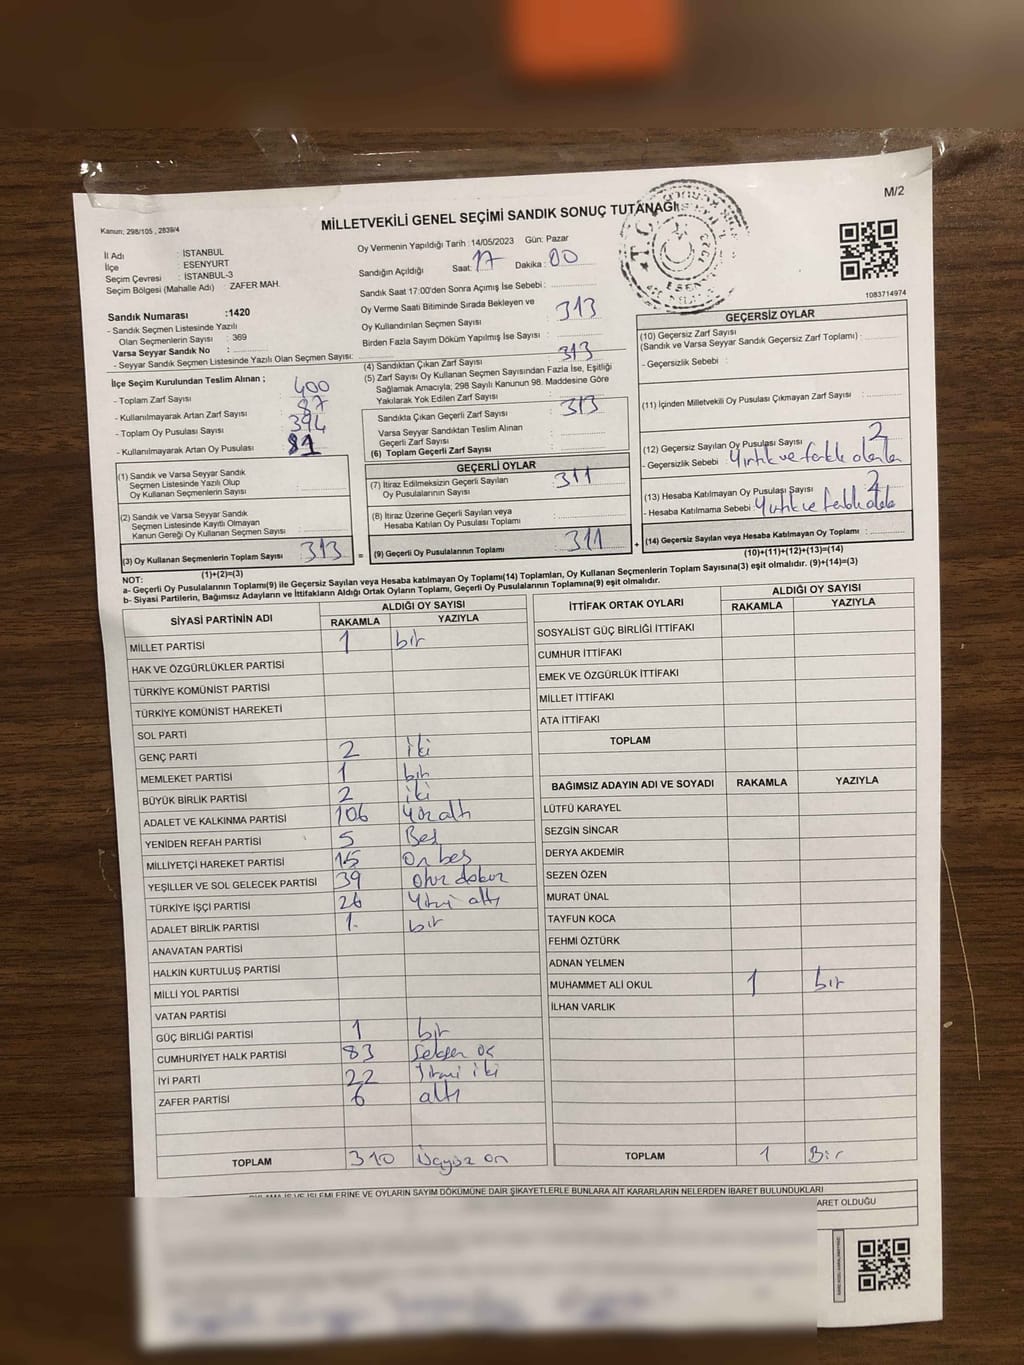 M/2
Kanun: 298/105 , 2839/4
MİLLETVEKİLİ GENEL SEÇİMİ SANDIK SONUÇ TUTANAĞI
İl Adı : İSTANBUL
İlçe : ESENYURT
Seçim Çevresi : İSTANBUL-3
Seçim Bölgesi (Mahalle Adı) : ZAFER MAH.
Sandık Numarası :1420
- Sandık Seçmen Listesinde Yazılı
Olan Seçmenlerin Sayısı : 369
Varsa Seyyar Sandık No :
- Seyyar Sandık Seçmen Listesinde Yazılı Olan Seçmen Sayısı:
Oy Vermenin Yapıldığı Tarih : 14/05/2023 Gün: Pazar
Sandığın Açıldığı Saat: 17 Dakika : 00
Sandık Saat 17:00'den Sonra Açımış İse Sebebi :
Oy Verme Saati Bitiminde Sırada Bekleyen ve
Oy Kullandırılan Seçmen Sayısı : 313
Birden Fazla Sayım Döküm Yapılmış İse Sayısı :
1083714974
İlçe Seçim Kurulundan Teslim Alınan ;
- Toplam Zarf Sayısı : 400
- Kullanılmayarak Artan Zarf Sayısı : 87
- Toplam Oy Pusulası Sayısı : 394
- Kullanılmayarak Artan Oy Pusulası : 81
(4) Sandıktan Çıkan Zarf Sayısı : 313
(5) Zarf Sayısı Oy Kullanan Seçmen Sayısından Fazla İse, Eşitliği
Sağlamak Amacıyla; 298 Sayılı Kanunun 98. Maddesine Göre
Yakılarak Yok Edilen Zarf Sayısı :
Sandıkta Çıkan Geçerli Zarf Sayısı : 313
Varsa Seyyar Sandıktan Teslim Alınan
Geçerli Zarf Sayısı :
(6) Toplam Geçerli Zarf Sayısı :
GEÇERSİZ OYLAR
(10) Geçersiz Zarf Sayısı
(Sandık ve Varsa Seyyar Sandık Geçersiz Zarf Toplamı) :
- Geçersizlik Sebebi :
(11) İçinden Milletvekili Oy Pusulası Çıkmayan Zarf Sayısı :
(12) Geçersiz Sayılan Oy Pusulası Sayısı : 2
- Geçersizlik Sebebi : Yırtık ve farklı olanlar
(13) Hesaba Katılmayan Oy Pusulası Sayısı : 2
- Hesaba Katılmama Sebebi : Yırtık ve
(14) Geçersiz Sayılan veya Hesaba Katılmayan Oy Toplamı :
(1) Sandık ve Varsa Seyyar Sandık
Seçmen Listesinde Yazılı Olup
Oy Kullanan Seçmenlerin Sayısı :
(2) Sandık ve Varsa Seyyar Sandık
Seçmen Listesinde Kayıtlı Olmayan
Kanun Gereği Oy Kullanan Seçmen Sayısı :
(3) Oy Kullanan Seçmenlerin Toplam Sayısı : 313
(1)+(2)=(3)
GEÇERLİ OYLAR
(7) İtiraz Edilmeksizin Geçerli Sayılan
Oy Pusulalarının Sayısı : 311
(8) İtiraz Üzerine Geçerli Sayılan veya
Hesaba Katılan Oy Pusulası Toplamı :
= (9) Geçerli Oy Pusulalarının Toplamı : 311 +
(10)+(11)+(12)+(13)=(14)
NOT:
a- Geçerli Oy Pusulalarının Toplamı(9) ile Geçersiz Sayılan veya Hesaba katılmayan Oy Toplamı(14) Toplamları, Oy Kullanan Seçmenlerin Toplam Sayısına(3) eşit olmalıdır. (9)+(14)=(3)
b- Siyasi Partilerin, Bağımsız Adayların ve İttifakların Aldığı Ortak Oyların Toplamı, Geçerli Oy Pusulalarının Toplamına(9) eşit olmalıdır.
SİYASİ PARTİNİN ADI ALDIĞI OY SAYISI
RAKAMLA YAZIYLA
MİLLET PARTİSİ 1 bir
HAK VE ÖZGÜRLÜKLER PARTİSİ
TÜRKİYE KOMÜNİST PARTİSİ
TÜRKİYE KOMÜNİST HAREKETİ
SOL PARTİ
GENÇ PARTİ 2 iki
MEMLEKET PARTİSİ 1 bir
BÜYÜK BİRLİK PARTİSİ 2 iki
ADALET VE KALKINMA PARTİSİ 106 Yüz altı
YENİDEN REFAH PARTİSİ 5 Beş
MİLLİYETÇİ HAREKET PARTİSİ 15 On beş
YEŞİLLER VE SOL GELECEK PARTİSİ 39 otuz dokuz
TÜRKİYE İŞÇİ PARTİSİ 26 Yirmi altı
ADALET BİRLİK PARTİSİ 1 bir
ANAVATAN PARTİSİ
HALKIN KURTULUŞ PARTİSİ
MİLLİ YOL PARTİSİ
VATAN PARTİSİ
GÜÇ BİRLİĞİ PARTİSİ 1 bir
CUMHURİYET HALK PARTİSİ 83 Seksen üç
İYİ PARTİ 22 Yirmi iki
ZAFER PARTİSİ 6 altı
TOPLAM 310 Üçyüz on
İTTİFAK ORTAK OYLARI ALDIĞI OY SAYISI
RAKAMLA YAZIYLA
SOSYALİST GÜÇ BİRLİĞİ İTTİFAKI
CUMHUR İTTİFAKI
EMEK VE ÖZGÜRLÜK İTTİFAKI
MİLLET İTTİFAKI
ATA İTTİFAKI
TOPLAM
BAĞIMSIZ ADAYIN ADI VE SOYADI RAKAMLA YAZIYLA
LÜTFÜ KARAYEL
SEZGİN SİNCAR
DERYA AKDEMİR
SEZEN ÖZEN
MURAT ÜNAL
TAYFUN KOCA
FEHMİ ÖZTÜRK
ADNAN YELMEN
MUHAMMET ALİ OKUL 1 bir
İLHAN VARLIK
TOPLAM 1 Bir
İŞ VE İŞLEMLERİNE VE OYLARIN SAYIM DÖKÜMÜNE DAİR ŞİKAYETLERLE BUNLARA AİT KARARLARIN NELERDEN İBARET BULUNDUKLARI
OLDUĞU